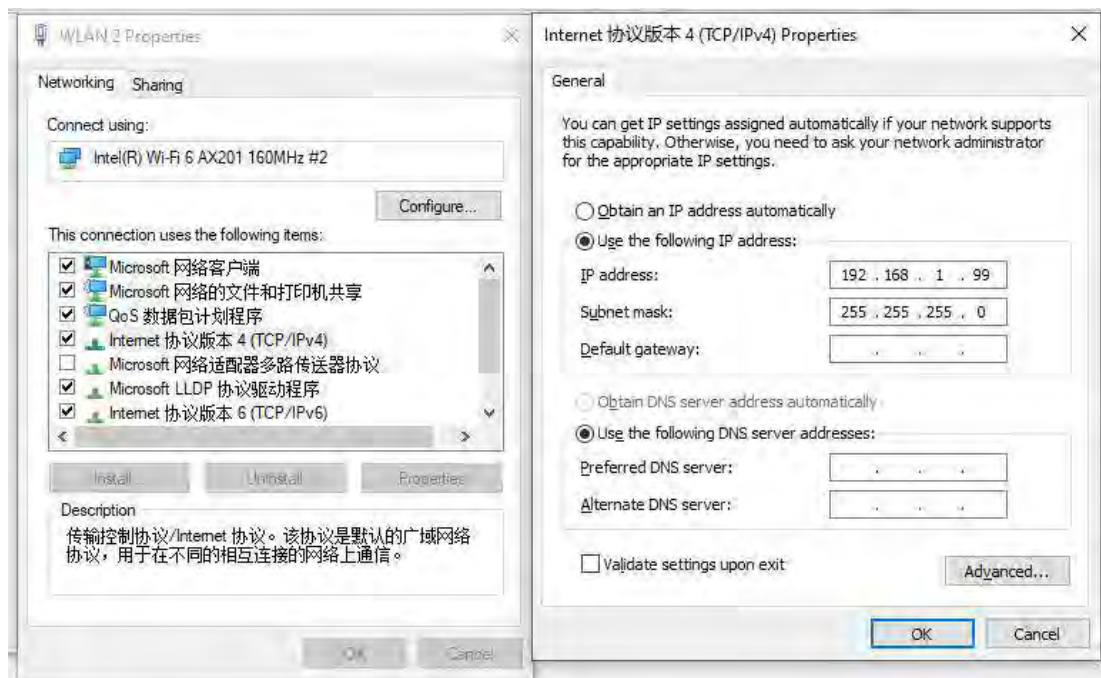 WLAN 2 Properties
Networking
Sharing
Connect using:
Intel(R) Wi-Fi 6 AX201 160MHz #2
Configure...
This connection uses the following items:
Microsoft 网络客户端
Microsoft 网络的文件和打印机共享
QoS 数据包计划程序
Internet 协议版本 4 (TCP/IPv4)
Microsoft 网络适配器多路传送器协议
Microsoft LLDP 协议驱动程序
Internet 协议版本 6 (TCP/IPv6)
Install...
Uninstall
Properties
Description
传输控制协议/Internet 协议。该协议是默认的广域网络
协议，用于在不同的相互连接的网络上通信。
OK
Cancel
Internet 协议版本 4 (TCP/IPv4) Properties
General
You can get IP settings assigned automatically if your network supports
this capability. Otherwise, you need to ask your network administrator
for the appropriate IP settings.
Obtain an IP address automatically
Use the following IP address:
IP address:
192 . 168 . 1 . 99
Subnet mask:
255 . 255 . 255 . 0
Default gateway:
. . .
Obtain DNS server address automatically
Use the following DNS server addresses:
Preferred DNS server:
. . .
Alternate DNS server:
. . .
Validate settings upon exit
Advanced...
OK
Cancel